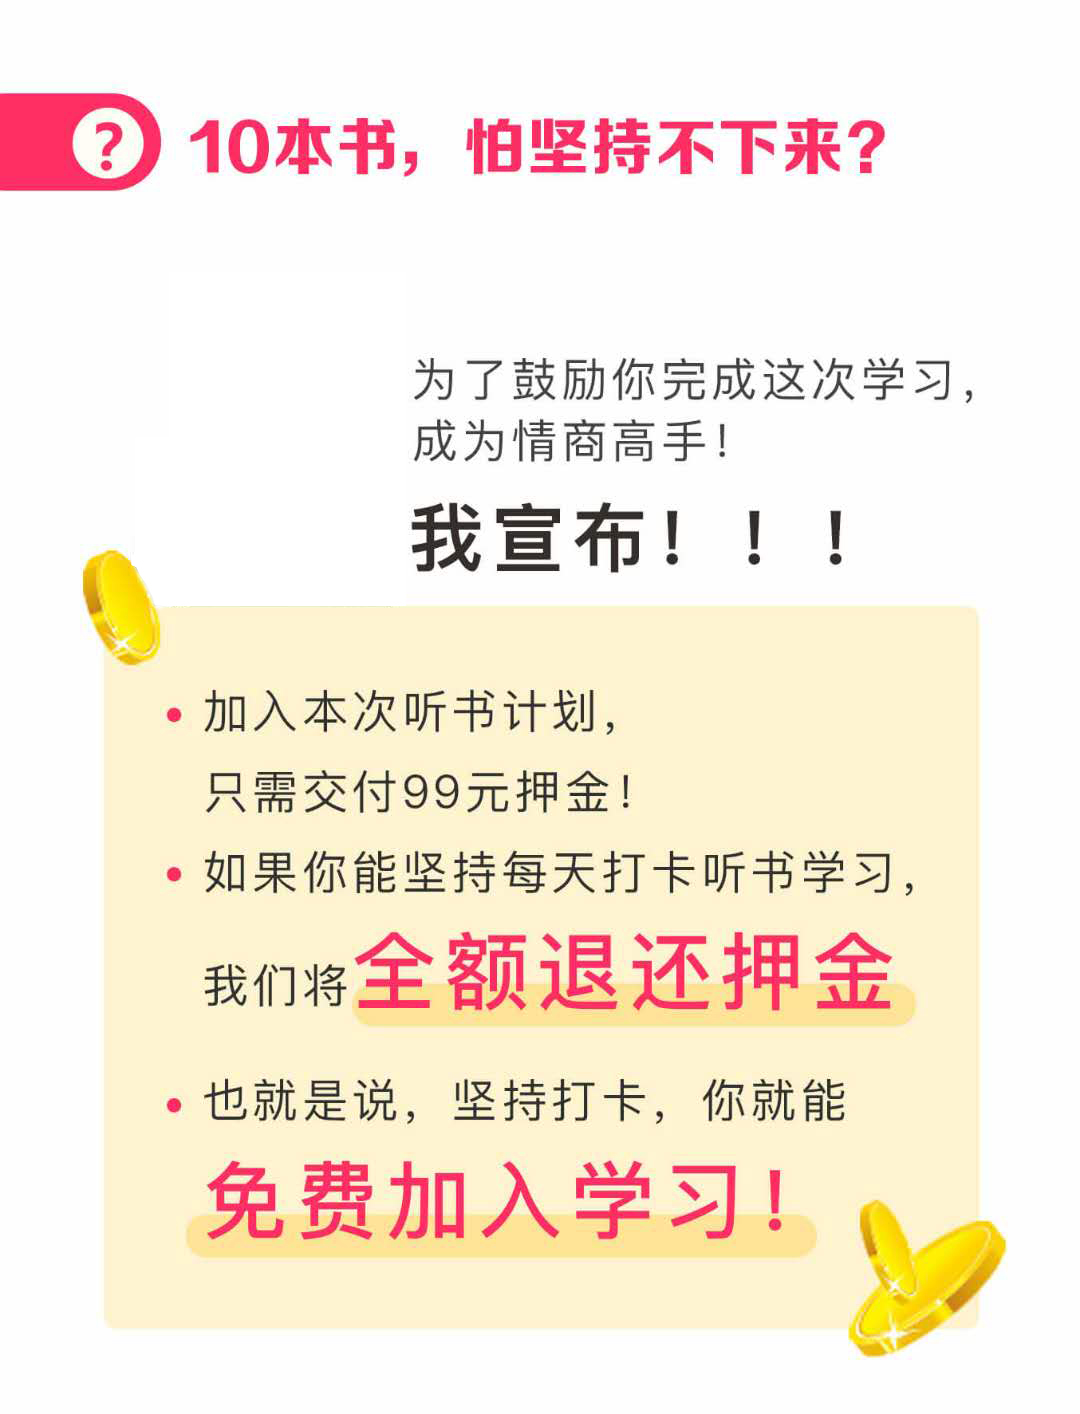 ? 10本书，怕坚持不下来？
为了鼓励你完成这次学习，
成为情商高手！
我宣布！！！
• 加入本次听书计划，
只需交付99元押金！
• 如果你能坚持每天打卡听书学习，
我们将全额退还押金
• 也就是说，坚持打卡，你就能
免费加入学习！